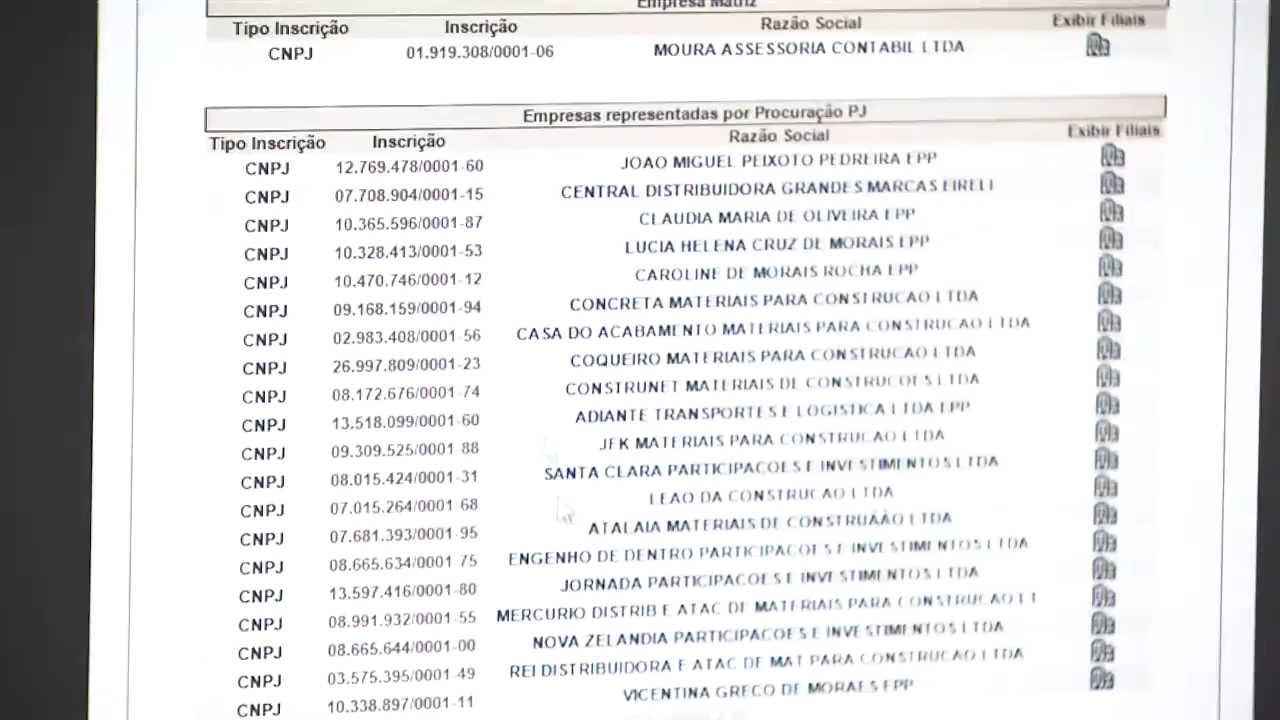 Empresa Matriz
Tipo Inscrição Inscrição Razão Social Exibir Filiais
CNPJ 01.919.308/0001-06 MOURA ASSESSORIA CONTABIL LTDA
Empresas representadas por Procuração PJ
Tipo Inscrição Inscrição Razão Social Exibir Filiais
CNPJ 12.769.478/0001-60 JOAO MIGUEL PEIXOTO PEDREIRA EPP
CNPJ 07.708.904/0001-15 CENTRAL DISTRIBUIDORA GRANDES MARCAS EIRELI
CNPJ 10.365.596/0001-87 CLAUDIA MARIA DE OLIVEIRA EPP
CNPJ 10.328.413/0001-53 LUCIA HELENA CRUZ DE MORAIS EPP
CNPJ 10.470.746/0001-12 CAROLINE DE MORAIS ROCHA EPP
CNPJ 09.168.159/0001-94 CONCRETA MATERIAIS PARA CONSTRUCAO LTDA
CNPJ 02.983.408/0001-56 CASA DO ACABAMENTO MATERIAIS PARA CONSTRUCAO LTDA
CNPJ 26.997.809/0001-23 COQUEIRO MATERIAIS PARA CONSTRUCAO LTDA
CNPJ 08.172.676/0001-74 CONSTRUNET MATERIAIS DE CONSTRUCOES LTDA
CNPJ 13.518.099/0001-60 ADIANTE TRANSPORTES E LOGISTICA LTDA EPP
CNPJ 09.309.525/0001-88 JFK MATERIAIS PARA CONSTRUCAO LTDA
CNPJ 08.015.424/0001-31 SANTA CLARA PARTICIPACOES E INVESTIMENTOS LTDA
CNPJ 07.015.264/0001-68 LEAO DA CONSTRUCAO LTDA
CNPJ 07.681.393/0001-95 ATALAIA MATERIAIS DE CONSTRUÃÃO LTDA
CNPJ 08.665.634/0001-75 ENGENHO DE DENTRO PARTICIPACOES E INVESTIMENTOS LTDA
CNPJ 13.597.416/0001-80 JORNADA PARTICIPACOES E INVESTIMENTOS LTDA
CNPJ 08.991.932/0001-55 MERCURIO DISTRIB E ATAC DE MATERIAIS PARA CONSTRUCAO LT
CNPJ 08.665.644/0001-00 NOVA ZELANDIA PARTICIPACOES E INVESTIMENTOS LTDA
CNPJ 03.575.395/0001-49 REI DISTRIBUIDORA E ATAC DE MAT PARA CONSTRUCAO LTDA
CNPJ 10.338.897/0001-11 VICENTINA GRECO DE MORAES EPP